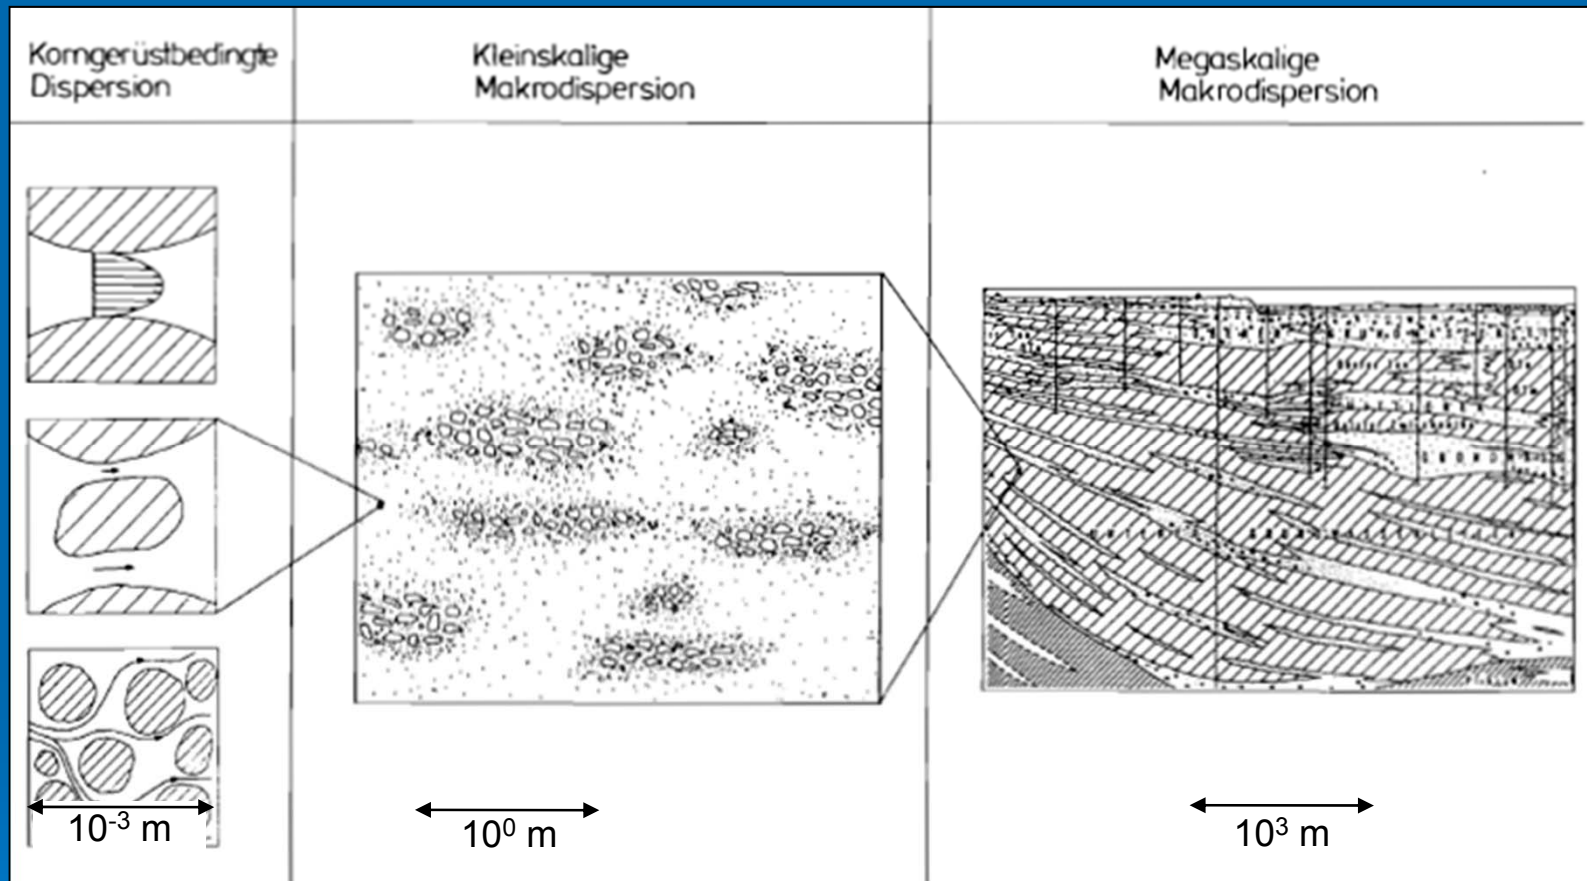 Korngerüstbedingte
Dispersion
Kleinskalige
Makrodispersion
Megaskalige
Makrodispersion
10⁻³ m
10⁰ m
10³ m